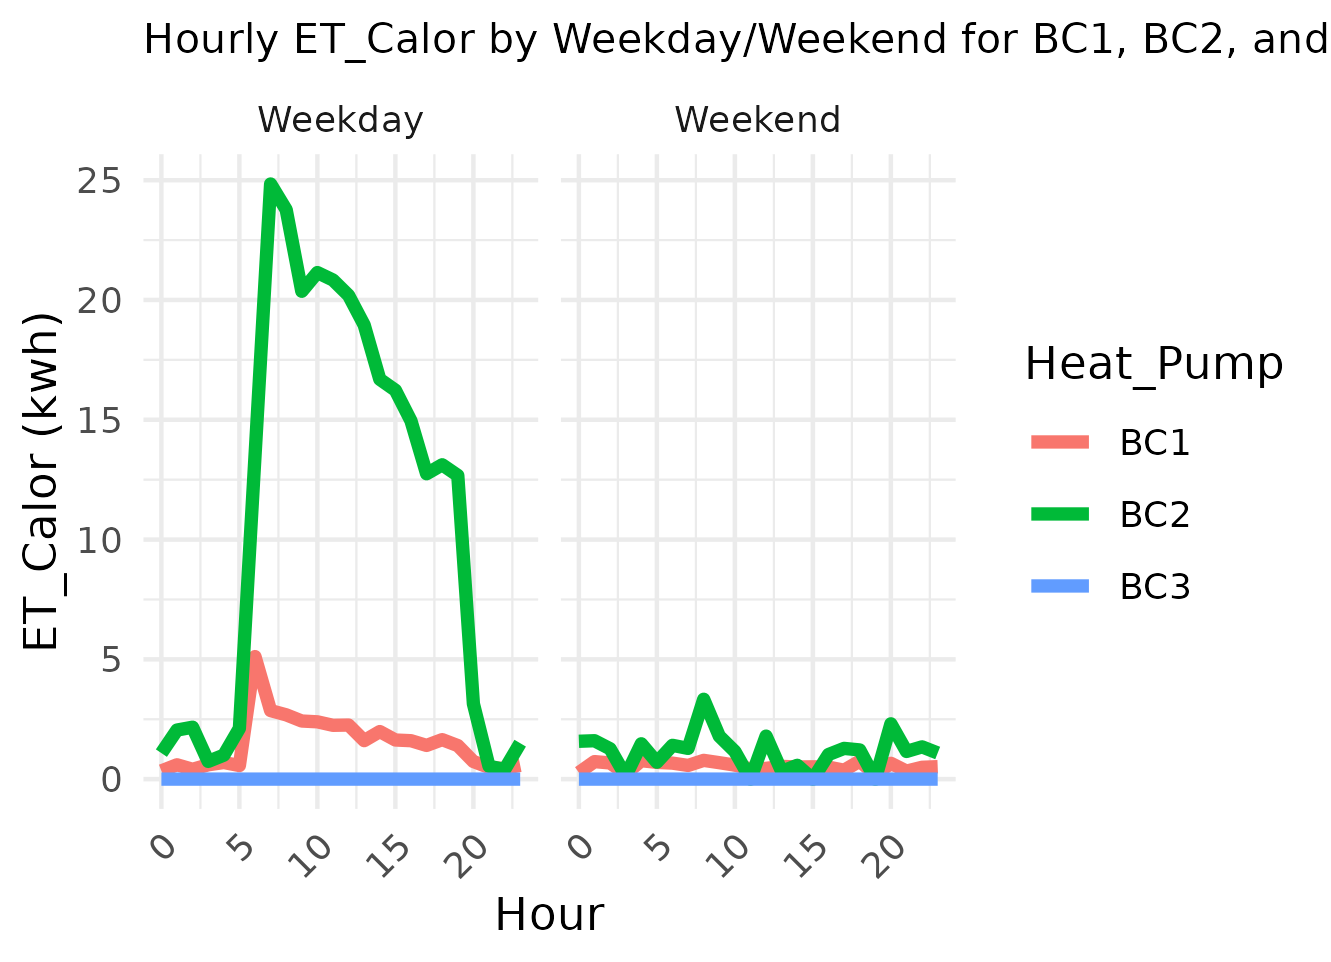 Hourly ET_Calor by Weekday/Weekend for BC1, BC2, and
Weekday
Weekend
25
20
15
10
5
0
ET_Calor (kwh)
0 5 10 15 20
0 5 10 15 20
Hour
Heat_Pump
BC1
BC2
BC3